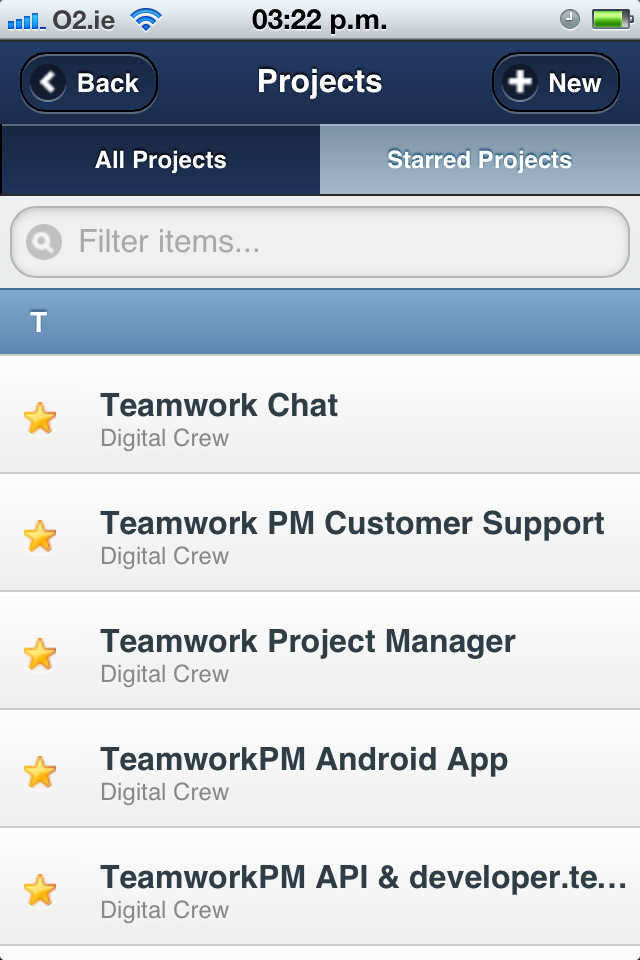 O2.ie 03:22 p.m.
Back Projects New
All Projects Starred Projects
Filter items...
T
Teamwork Chat
Digital Crew
Teamwork PM Customer Support
Digital Crew
Teamwork Project Manager
Digital Crew
TeamworkPM Android App
Digital Crew
TeamworkPM API & developer.te...
Digital Crew